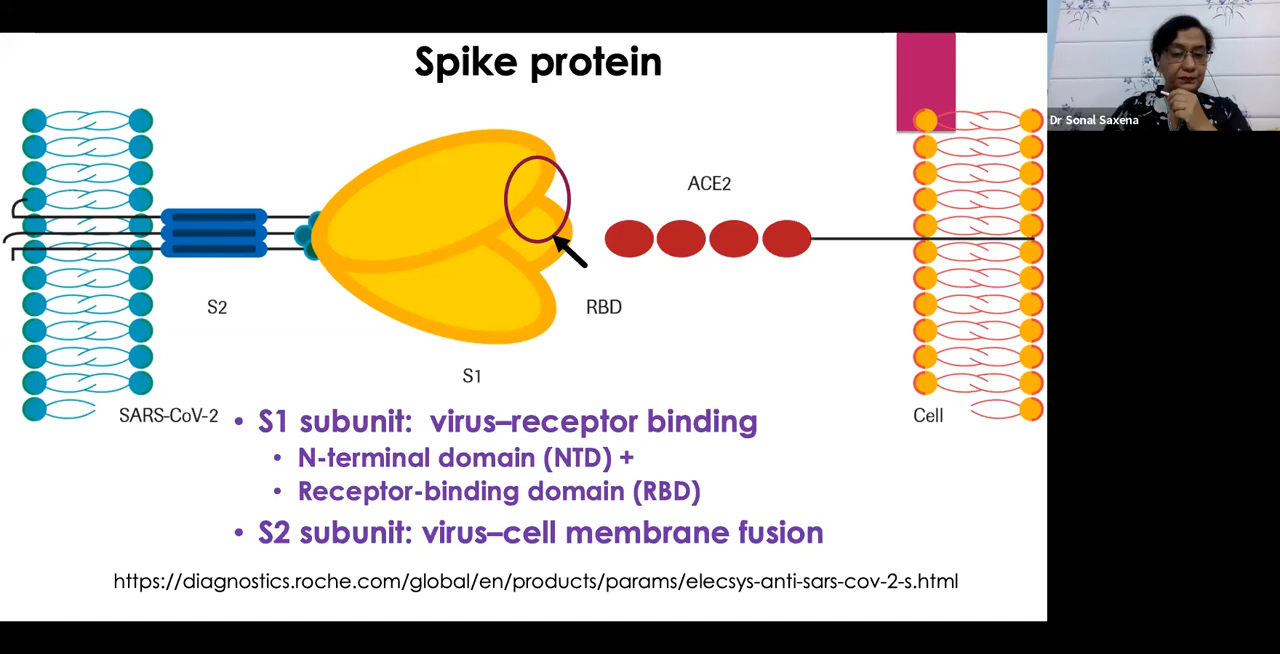 Spike protein
Dr Sonal Saxena
ACE2
S2
RBD
S1
SARS-CoV-2
Cell
• S1 subunit: virus–receptor binding
• N-terminal domain (NTD) +
• Receptor-binding domain (RBD)
• S2 subunit: virus–cell membrane fusion
https://diagnostics.roche.com/global/en/products/params/elecsys-anti-sars-cov-2-s.html